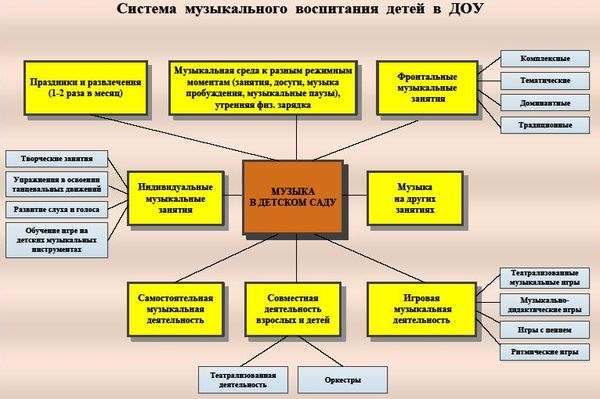 Система музыкального воспитания детей в ДОУ
Праздники и развлечения
(1-2 раза в месяц)
Музыкальная среда к разным режимным
моментам (занятия, досуги, музыка
пробуждения, музыкальные паузы),
утренняя физ. зарядка
Фронтальные
музыкальные
занятия
Комплексные
Тематические
Доминантные
Традиционные
Творческие занятия
Упражнения в освоении
танцевальных движений
Развитие слуха и голоса
Обучение игре на
детских музыкальных
инструментах
Индивидуальные
музыкальные
занятия
МУЗЫКА
В ДЕТСКОМ САДУ
Музыка
на других
занятиях
Самостоятельная
музыкальная
деятельность
Совместная
деятельность
взрослых и детей
Игровая
музыкальная
деятельность
Театрализованные
музыкальные игры
Музыкально-
дидактические игры
Игры с пением
Ритмические игры
Театрализованная
деятельность
Оркестры